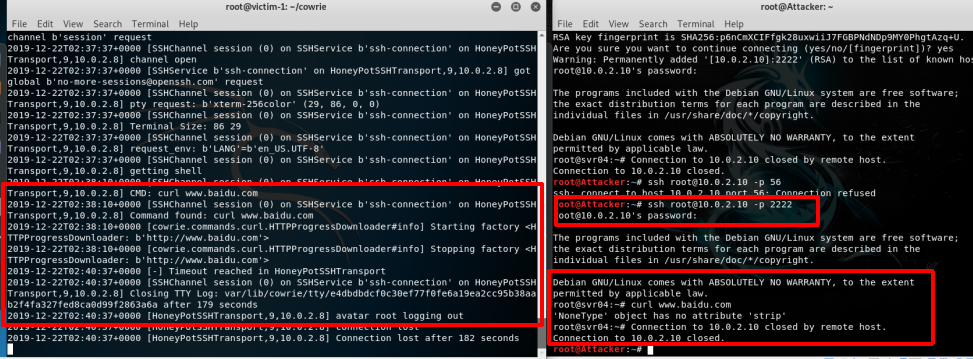 root@victim-1: ~/cowrie
File Edit View Search Terminal Help
channel b'session' request
2019-12-22T02:37:37+0000 [SSHChannel session (0) on SSHService b'ssh-connection' on HoneyPotSSH
Transport,9,10.0.2.8] channel open
2019-12-22T02:37:37+0000 [SSHService b'ssh-connection' on HoneyPotSSHTransport,9,10.0.2.8] got
global b'no-more-sessions@openssh.com' request
2019-12-22T02:37:37+0000 [SSHChannel session (0) on SSHService b'ssh-connection' on HoneyPotSSH
Transport,9,10.0.2.8] pty request: b'xterm-256color' (29, 86, 0, 0)
2019-12-22T02:37:37+0000 [SSHChannel session (0) on SSHService b'ssh-connection' on HoneyPotSSH
Transport,9,10.0.2.8] Terminal Size: 86 29
2019-12-22T02:37:37+0000 [SSHChannel session (0) on SSHService b'ssh-connection' on HoneyPotSSH
Transport,9,10.0.2.8] request_env: b'LANG'=b'en_US.UTF-8'
2019-12-22T02:37:37+0000 [SSHChannel session (0) on SSHService b'ssh-connection' on HoneyPotSSH
Transport,9,10.0.2.8] getting shell
2019-12-22T02:38:10+0000 [SSHChannel session (0) on SSHService b'ssh-connection' on HoneyPotSSH
Transport,9,10.0.2.8] CMD: curl www.baidu.com
2019-12-22T02:38:10+0000 [SSHChannel session (0) on SSHService b'ssh-connection' on HoneyPotSSH
Transport,9,10.0.2.8] Command found: curl www.baidu.com
2019-12-22T02:38:10+0000 [cowrie.commands.curl.HTTPProgressDownloader#info] Starting factory <H
TTPProgressDownloader: b'http://www.baidu.com'>
2019-12-22T02:38:10+0000 [cowrie.commands.curl.HTTPProgressDownloader#info] Stopping factory <H
TTPProgressDownloader: b'http://www.baidu.com'>
2019-12-22T02:40:37+0000 [-] Timeout reached in HoneyPotSSHTransport
2019-12-22T02:40:37+0000 [SSHChannel session (0) on SSHService b'ssh-connection' on HoneyPotSSH
Transport,9,10.0.2.8] Closing TTY Log: var/lib/cowrie/tty/e4dbdbdcf0c30ef77f0fe6a19ea2cc95b38aa
b2f4fa327fed8ca0d99f2863a6a after 179 seconds
2019-12-22T02:40:37+0000 [HoneyPotSSHTransport,9,10.0.2.8] avatar root logging out
2019-12-22T02:40:37+0000 [HoneyPotSSHTransport,9,10.0.2.8] connection lost
2019-12-22T02:40:37+0000 [HoneyPotSSHTransport,9,10.0.2.8] Connection lost after 182 seconds
root@Attacker: ~
File Edit View Search Terminal Help
RSA key fingerprint is SHA256:p6nCmXCIFfgk28uxwiiJ7FGBPNdNDp9MY0PhgtAzq+U.
Are you sure you want to continue connecting (yes/no/[fingerprint])? yes
Warning: Permanently added '[10.0.2.10]:2222' (RSA) to the list of known hos
root@10.0.2.10's password:
The programs included with the Debian GNU/Linux system are free software;
the exact distribution terms for each program are described in the
individual files in /usr/share/doc/*/copyright.
Debian GNU/Linux comes with ABSOLUTELY NO WARRANTY, to the extent
permitted by applicable law.
root@svr04:~# Connection to 10.0.2.10 closed by remote host.
Connection to 10.0.2.10 closed.
root@Attacker:~# ssh root@10.0.2.10 -p 56
ssh: connect to host 10.0.2.10 port 56: Connection refused
root@Attacker:~# ssh root@10.0.2.10 -p 2222
oot@10.0.2.10's password:
The programs included with the Debian GNU/Linux system are free software;
the exact distribution terms for each program are described in the
individual files in /usr/share/doc/*/copyright.
Debian GNU/Linux comes with ABSOLUTELY NO WARRANTY, to the extent
permitted by applicable law.
root@svr04:~# curl www.baidu.com
'NoneType' object has no attribute 'strip'
root@svr04:~# Connection to 10.0.2.10 closed by remote host.
Connection to 10.0.2.10 closed.
root@Attacker:~#